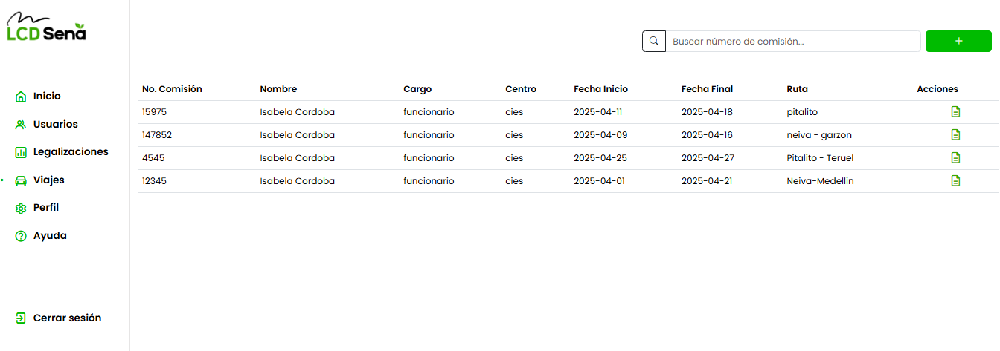 LCD Sena
Buscar número de comisión...
+
Inicio
Usuarios
Legalizaciones
Viajes
Perfil
Ayuda
Cerrar sesión
No. Comisión Nombre Cargo Centro Fecha Inicio Fecha Final Ruta Acciones
15975 Isabela Cordoba funcionario cies 2025-04-11 2025-04-18 pitalito
147852 Isabela Cordoba funcionario cies 2025-04-09 2025-04-16 neiva - garzon
4545 Isabela Cordoba funcionario cies 2025-04-25 2025-04-27 Pitalito - Teruel
12345 Isabela Cordoba funcionario cies 2025-04-01 2025-04-21 Neiva-Medellin